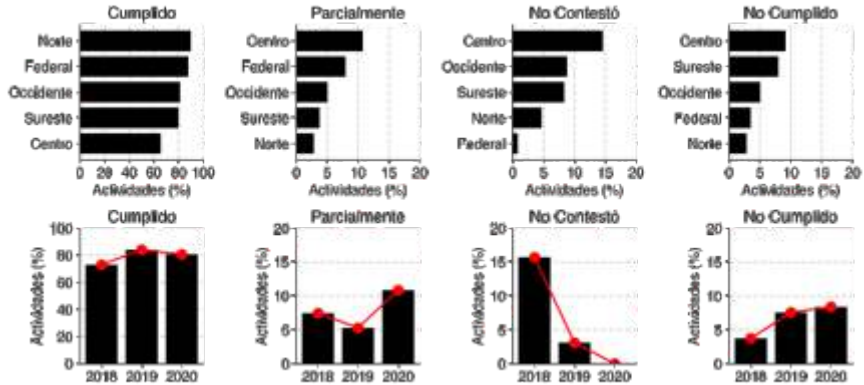 Cumplido
Norte
Federal
Occidente
Sureste
Centro
0 20 40 60 80 100
Actividades (%)
Parcialmente
Centro
Federal
Occidente
Sureste
Norte
0 5 10 15 20
Actividades (%)
No Contestó
Centro
Occidente
Sureste
Norte
Federal
0 5 10 15 20
Actividades (%)
No Cumplido
Centro
Sureste
Occidente
Federal
Norte
0 5 10 15 20
Actividades (%)
Cumplido
Actividades (%)
100
80
60
40
20
0
2018 2019 2020
Parcialmente
Actividades (%)
20
15
10
5
0
2018 2019 2020
No Contestó
Actividades (%)
20
15
10
5
0
2018 2019 2020
No Cumplido
Actividades (%)
20
15
10
5
0
2018 2019 2020